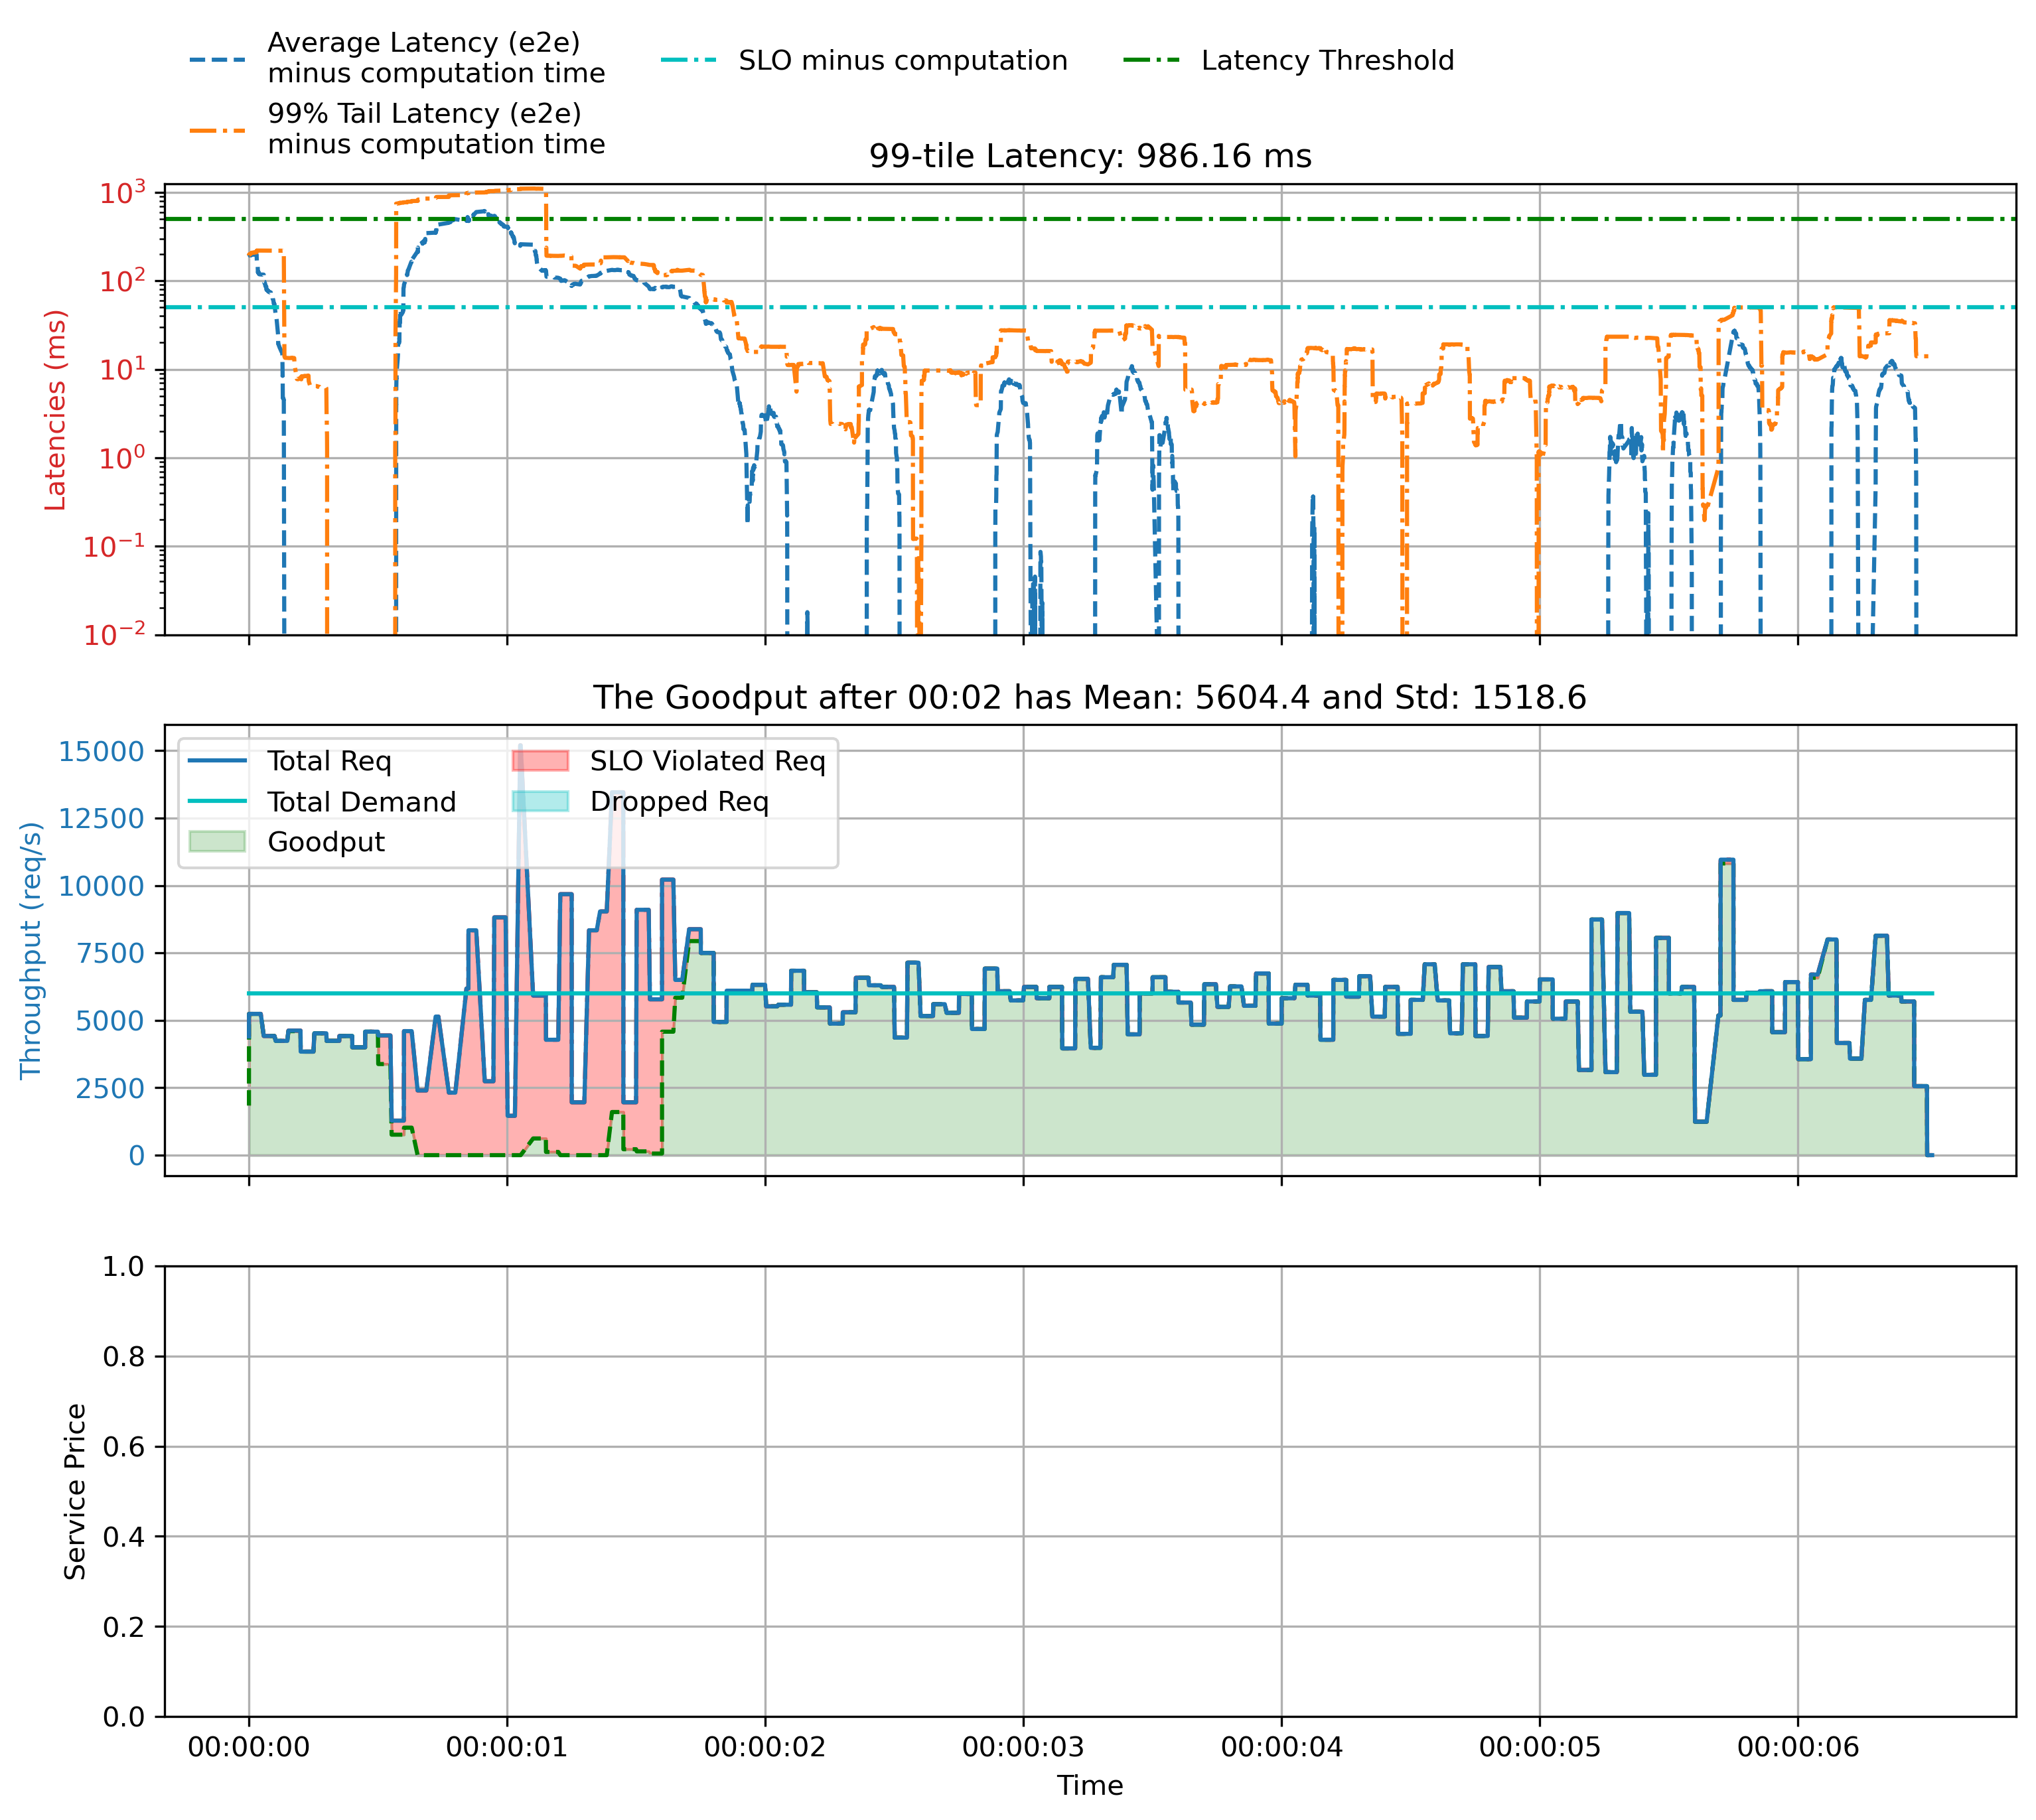 Average Latency (e2e)
minus computation time
99% Tail Latency (e2e)
minus computation time
SLO minus computation
Latency Threshold
99-tile Latency: 986.16 ms
Latencies (ms)
10³
10²
10¹
10⁰
10⁻¹
10⁻²
The Goodput after 00:02 has Mean: 5604.4 and Std: 1518.6
Throughput (req/s)
15000
12500
10000
7500
5000
2500
0
Total Req
Total Demand
Goodput
SLO Violated Req
Dropped Req
Service Price
1.0
0.8
0.6
0.4
0.2
0.0
00:00:00
00:00:01
00:00:02
00:00:03
00:00:04
00:00:05
00:00:06
Time